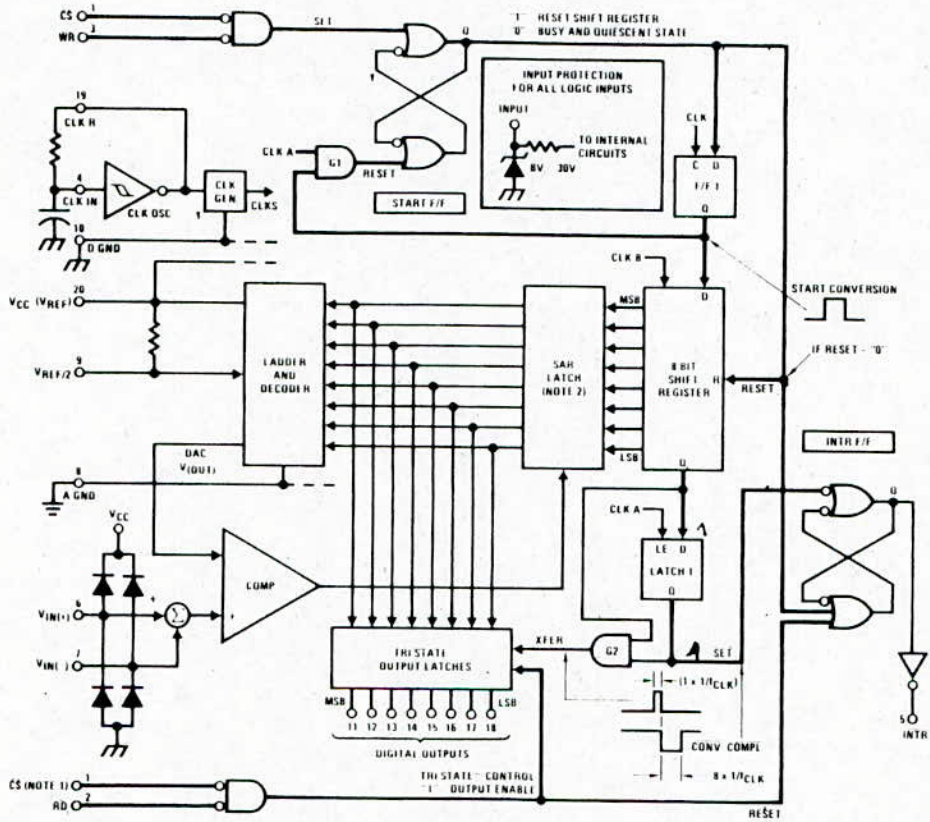 CS 1
WR 3
SET
Q
"1" RESET SHIFT REGISTER
"0" BUSY AND QUIESCENT STATE
INPUT PROTECTION
FOR ALL LOGIC INPUTS
INPUT
TO INTERNAL
CIRCUITS
BV 30V
19
CLK R
CLK A
G1
RESET
START F/F
CLK
C D
F/F 1
Q
4
CLK IN
CLK OSC
CLK
GEN
CLKS
10
D GND
CLK B
20
VCC (VREF)
9
VREF/2
LADDER
AND
DECODER
MSB
SAR
LATCH
(NOTE 2)
LSB
D
8 BIT
SHIFT
REGISTER
R
Q
RESET
START CONVERSION
IF RESET = "0"
INTR F/F
Q
DAC
V(OUT)
8
A GND
VCC
COMP
CLK A
LE D
LATCH 1
Q
6
VIN(+)
Σ
7
VIN(-)
XFER
G2
SET
(1 × 1/fCLK)
CONV. COMPL.
8 × 1/fCLK
TRI STATE
OUTPUT LATCHES
MSB
LSB
11 12 13 14 15 16 17 18
DIGITAL OUTPUTS
5
INTR
CS (NOTE 1) 1
RD 2
TRI STATE CONTROL
"1" OUTPUT ENABLE
RESET